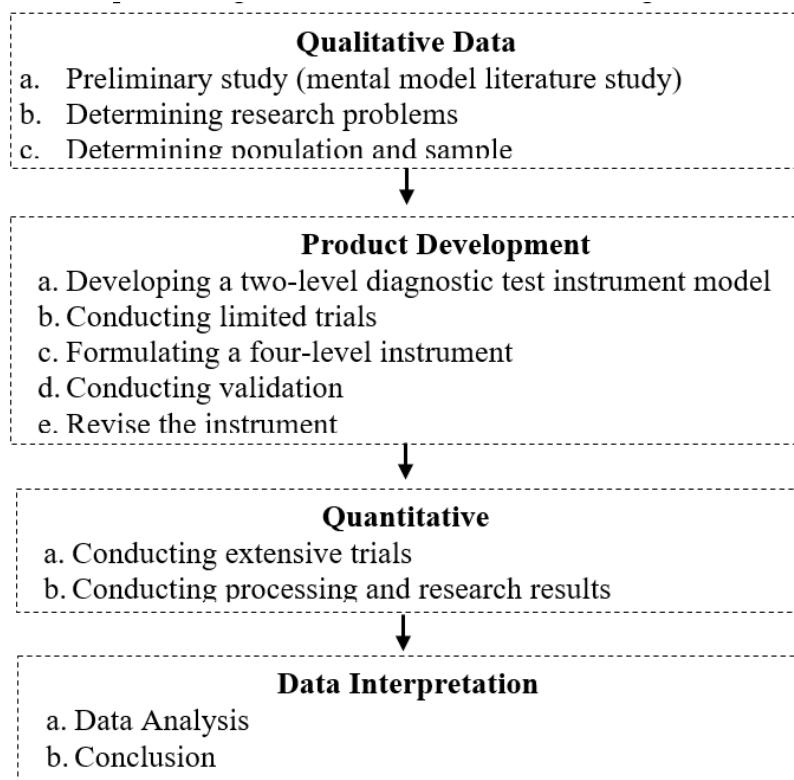 Qualitative Data
a. Preliminary study (mental model literature study)
b. Determining research problems
c. Determining population and sample
Product Development
a. Developing a two-level diagnostic test instrument model
b. Conducting limited trials
c. Formulating a four-level instrument
d. Conducting validation
e. Revise the instrument
Quantitative
a. Conducting extensive trials
b. Conducting processing and research results
Data Interpretation
a. Data Analysis
b. Conclusion